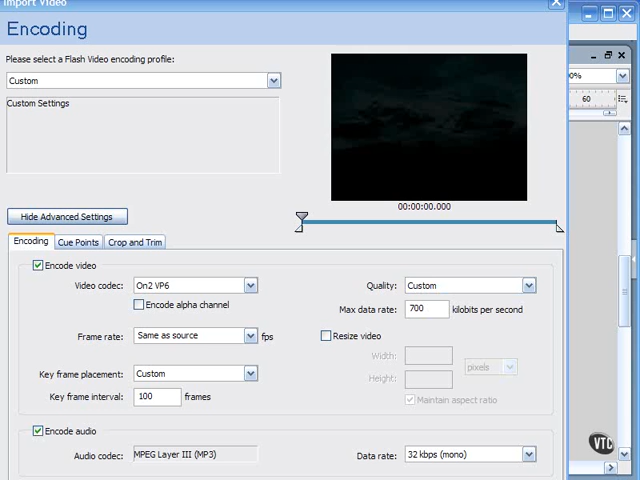 Import Video
Encoding
Please select a Flash Video encoding profile:
Custom
Custom Settings
00:00:00.000
Hide Advanced Settings
Encoding Cue Points Crop and Trim
Encode video
Video codec: On2 VP6 Quality: Custom
Encode alpha channel Max data rate: 700 kilobits per second
Frame rate: Same as source fps Resize video
Width: pixels
Key frame placement: Custom Height:
Key frame interval: 100 frames Maintain aspect ratio
Encode audio
Audio codec: MPEG Layer III (MP3) Data rate: 32 kbps (mono)
0%
60
VTC